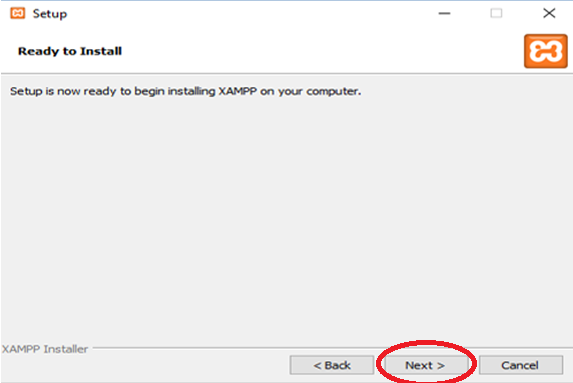 Setup
Ready to Install
Setup is now ready to begin installing XAMPP on your computer.
XAMPP Installer
< Back
Next >
Cancel